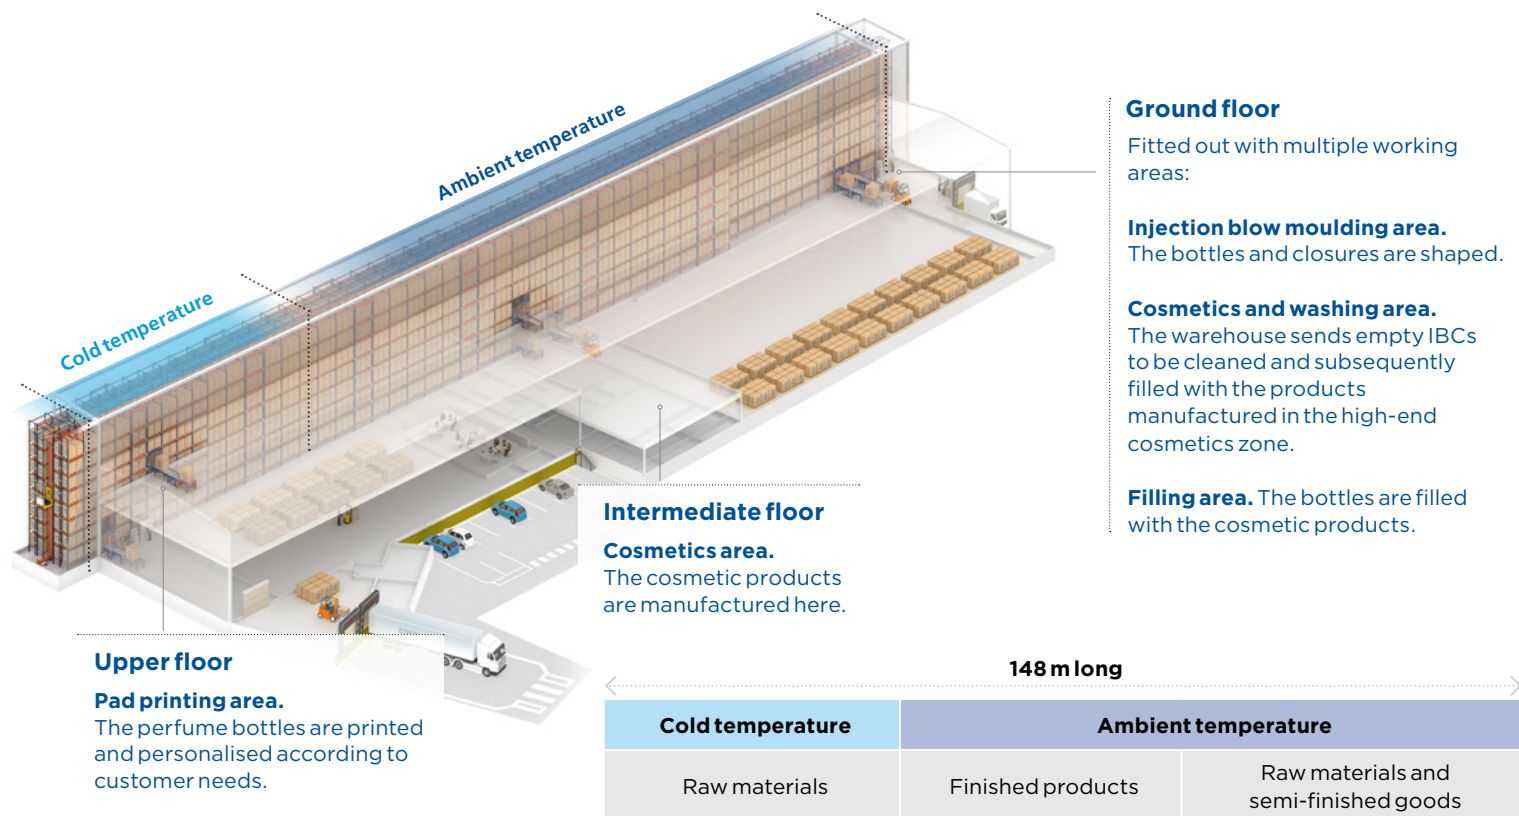 Ambient temperature
Cold temperature
Ground floor
Fitted out with multiple working
areas:
Injection blow moulding area.
The bottles and closures are shaped.
Cosmetics and washing area.
The warehouse sends empty IBCs
to be cleaned and subsequently
filled with the products
manufactured in the high-end
cosmetics zone.
Filling area. The bottles are filled
with the cosmetic products.
Intermediate floor
Cosmetics area.
The cosmetic products
are manufactured here.
Upper floor
Pad printing area.
The perfume bottles are printed
and personalised according to
customer needs.
148 m long
Cold temperature
Ambient temperature
Raw materials
Finished products
Raw materials and
semi-finished goods